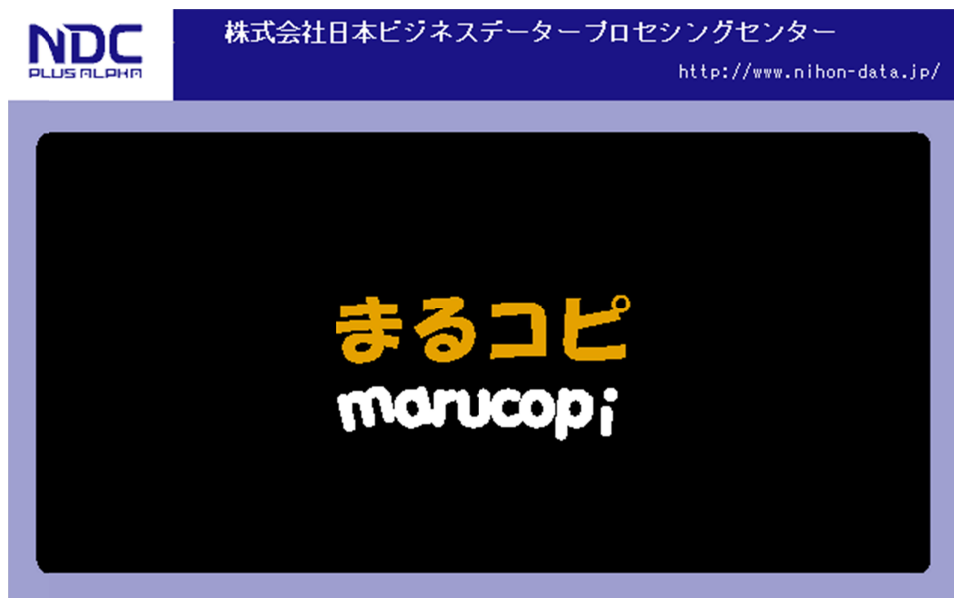 NDC
PLUS ALPHA
株式会社日本ビジネスデータープロセシングセンター
http://www.nihon-data.jp/
まるコピ
marucopi